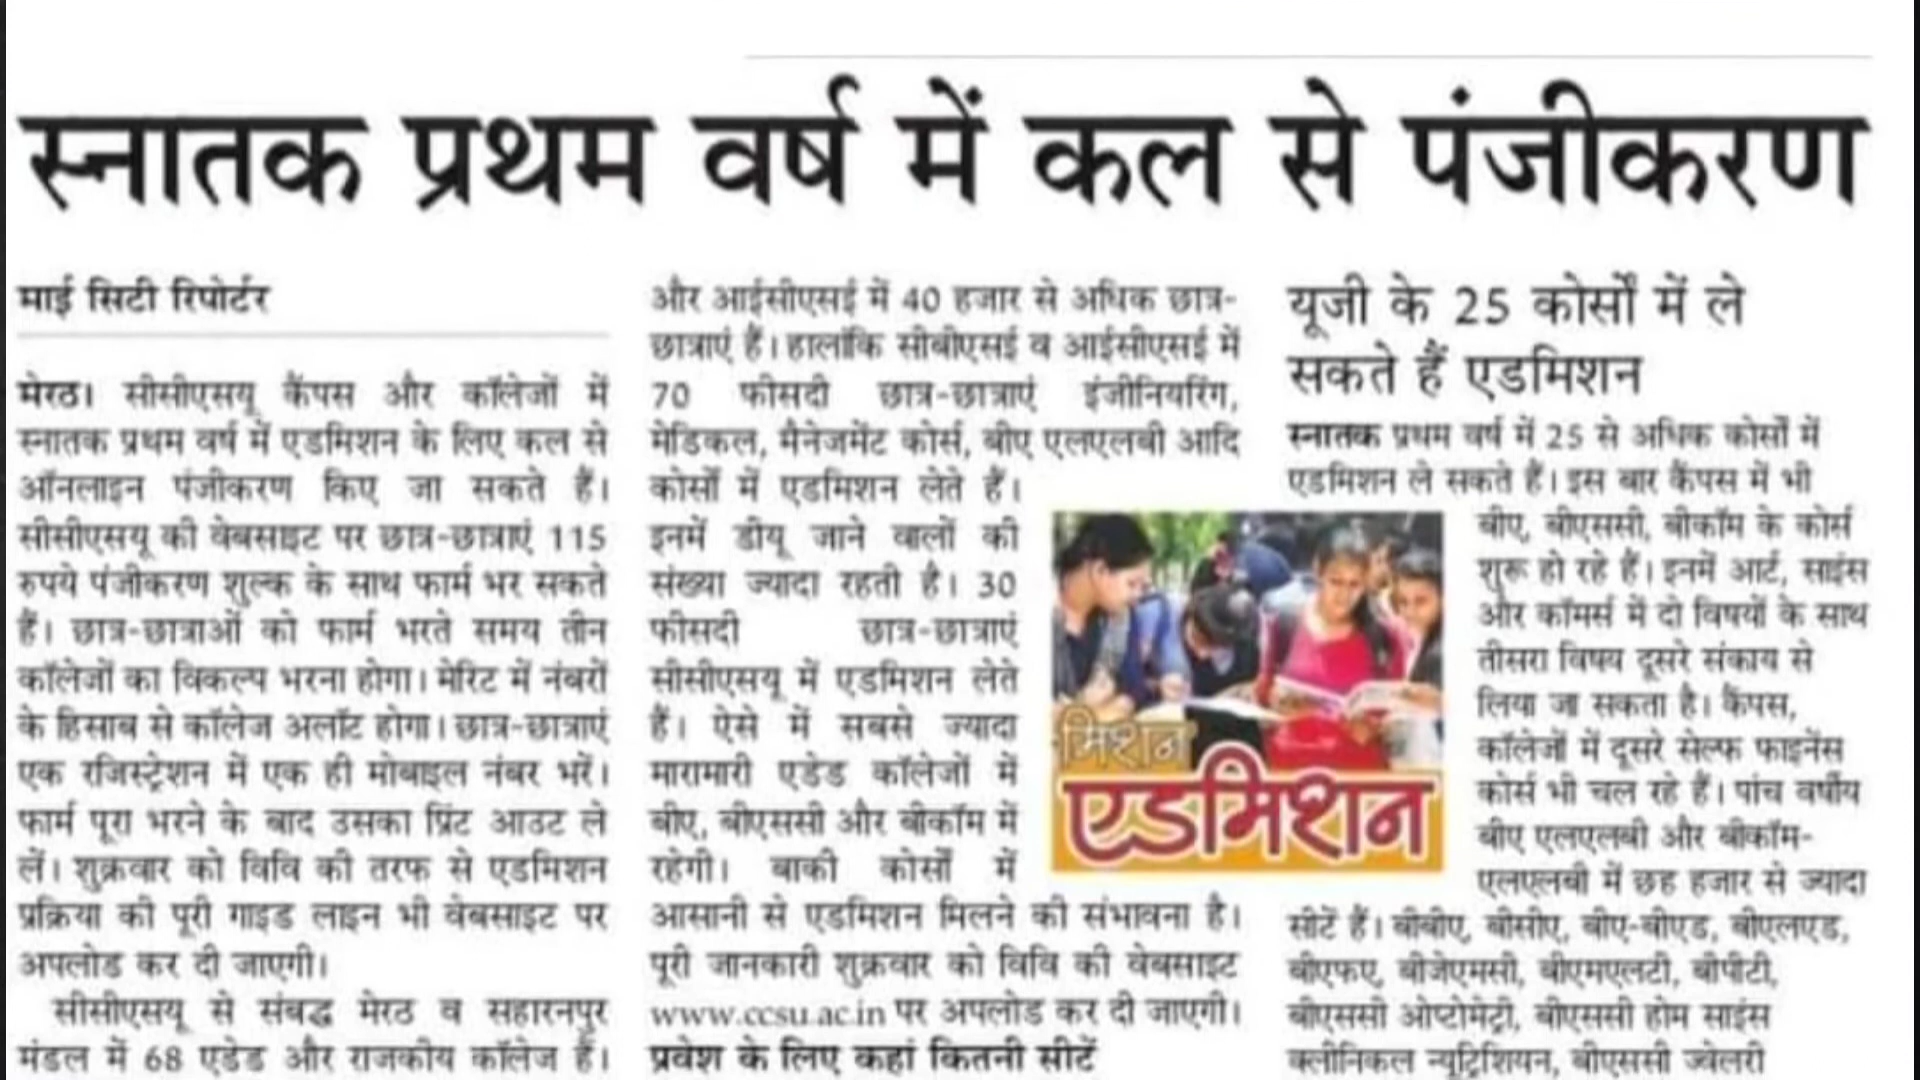 स्नातक प्रथम वर्ष में कल से पंजीकरण
माई सिटी रिपोर्टर
मेरठ। सीसीएसयू कैंपस और कॉलेजों में
स्नातक प्रथम वर्ष में एडमिशन के लिए कल से
ऑनलाइन पंजीकरण किए जा सकते हैं।
सीसीएसयू की वेबसाइट पर छात्र-छात्राएं 115
रुपये पंजीकरण शुल्क के साथ फार्म भर सकते
हैं। छात्र-छात्राओं को फार्म भरते समय तीन
कॉलेजों का विकल्प भरना होगा। मेरिट में नंबरों
के हिसाब से कॉलेज अलॉट होगा। छात्र-छात्राएं
एक रजिस्ट्रेशन में एक ही मोबाइल नंबर भरें।
फार्म पूरा भरने के बाद उसका प्रिंट आउट ले
लें। शुक्रवार को विवि की तरफ से एडमिशन
प्रक्रिया की पूरी गाइड लाइन भी वेबसाइट पर
अपलोड कर दी जाएगी।
सीसीएसयू से संबद्ध मेरठ व सहारनपुर
मंडल में 68 एडेड और राजकीय कॉलेज हैं।
और आईसीएसई में 40 हजार से अधिक छात्र-
छात्राएं हैं। हालांकि सीबीएसई व आईसीएसई में
70 फीसदी छात्र-छात्राएं इंजीनियरिंग,
मेडिकल, मैनेजमेंट कोर्स, बीए एलएलबी आदि
कोर्सों में एडमिशन लेते हैं।
इनमें डीयू जाने वालों की
संख्या ज्यादा रहती है। 30
फीसदी छात्र-छात्राएं
सीसीएसयू में एडमिशन लेते
हैं। ऐसे में सबसे ज्यादा
मारामारी एडेड कॉलेजों में
बीए, बीएससी और बीकॉम में
रहेगी। बाकी कोर्सों में
आसानी से एडमिशन मिलने की संभावना है।
पूरी जानकारी शुक्रवार को विवि की वेबसाइट
www.ccsu.ac.in पर अपलोड कर दी जाएगी।
प्रवेश के लिए कहां कितनी सीटें
मिशन
एडमिशन
यूजी के 25 कोर्सों में ले
सकते हैं एडमिशन
स्नातक प्रथम वर्ष में 25 से अधिक कोर्सों में
एडमिशन ले सकते हैं। इस बार कैंपस में भी
बीए, बीएससी, बीकॉम के कोर्स
शुरू हो रहे हैं। इनमें आर्ट, साइंस
और कॉमर्स में दो विषयों के साथ
तीसरा विषय दूसरे संकाय से
लिया जा सकता है। कैंपस,
कॉलेजों में दूसरे सेल्फ फाइनेंस
कोर्स भी चल रहे हैं। पांच वर्षीय
बीए एलएलबी और बीकॉम-
एलएलबी में छह हजार से ज्यादा
सीटें हैं। बीबीए, बीसीए, बीए-बीएड, बीएलएड,
बीएफए, बीजेएमसी, बीएमएलटी, बीपीटी,
बीएससी ओप्टोमेट्री, बीएससी होम साइंस
क्लीनिकल न्यूट्रिशियन, बीएससी ज्वेलरी